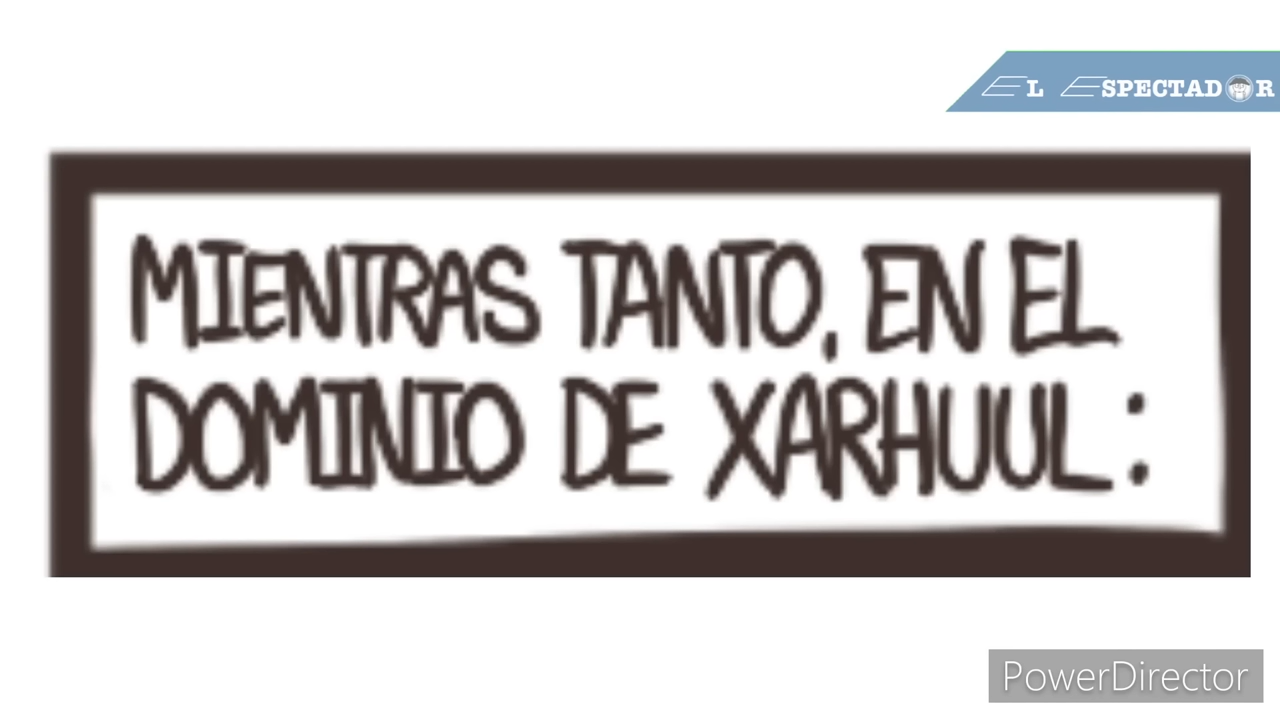 EL ESPECTADOR
MIENTRAS TANTO, EN EL
DOMINIO DE XARHUUL:
PowerDirector